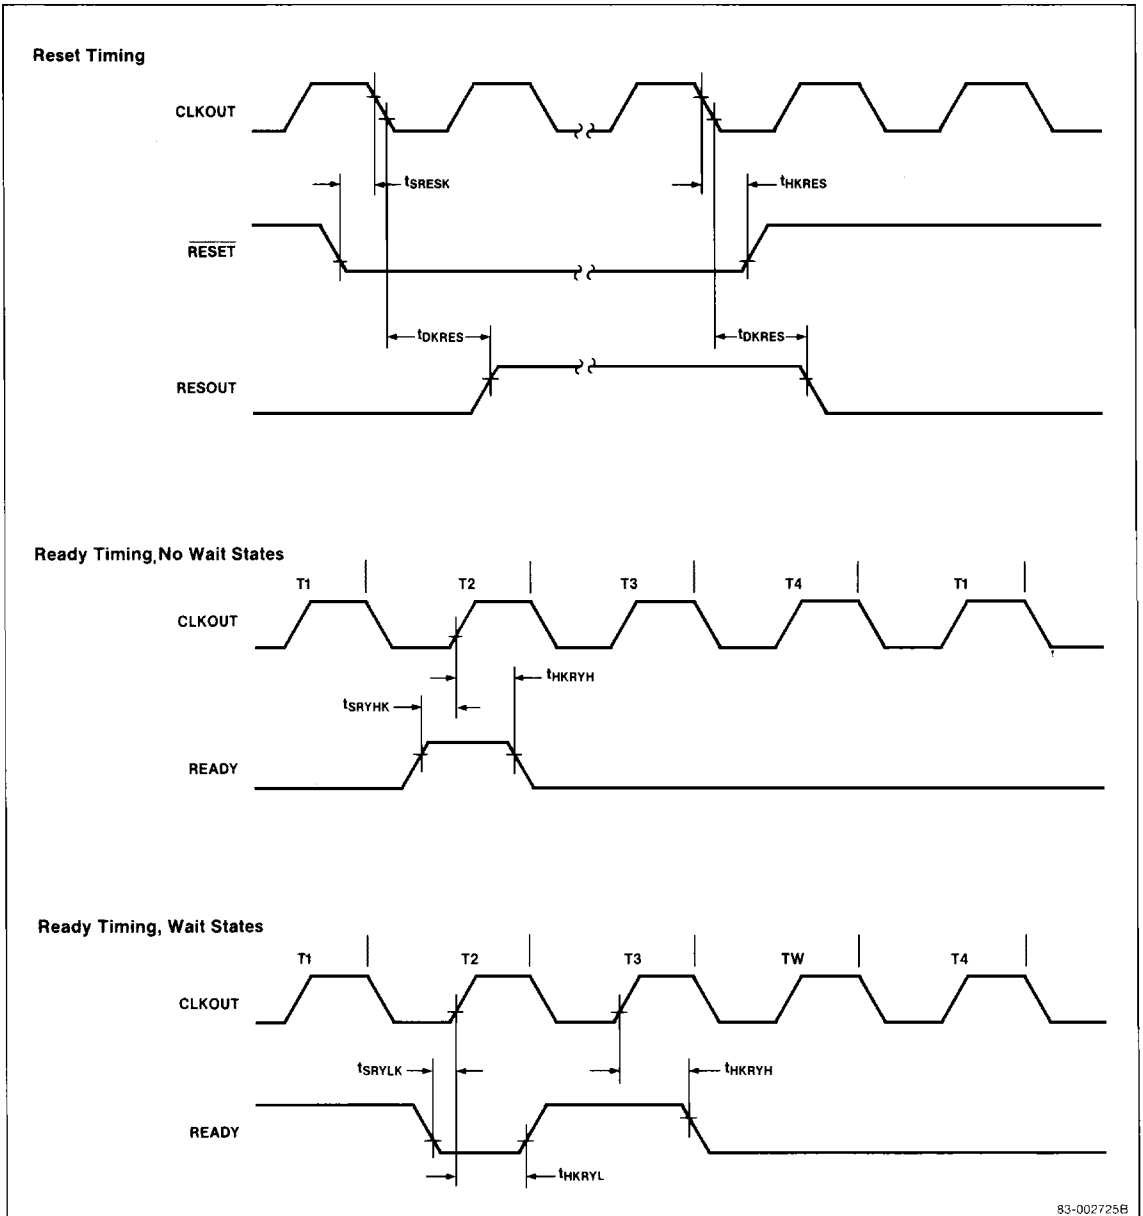 Reset Timing
CLKOUT
tSRESK
tHKRES
RESET
tDKRES
tDKRES
RESOUT
Ready Timing, No Wait States
T1 T2 T3 T4 T1
CLKOUT
tHKRYH
tSRYHK
READY
Ready Timing, Wait States
T1 T2 T3 TW T4
CLKOUT
tSRYLK
tHKRYH
READY
tHKRYL
83-002725B